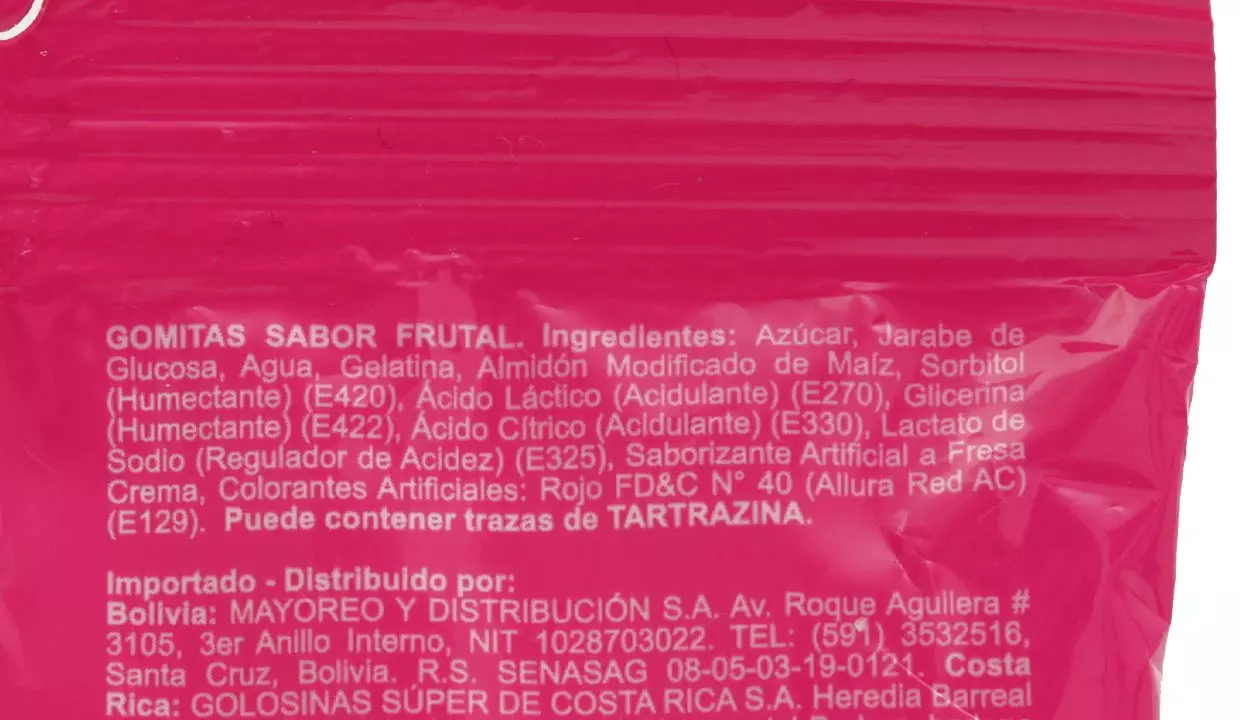 GOMITAS SABOR FRUTAL. Ingredientes: Azúcar, Jarabe de
Glucosa, Agua, Gelatina, Almidón Modificado de Maíz, Sorbitol
(Humectante) (E420), Ácido Láctico (Acidulante) (E270), Glicerina
(Humectante) (E422), Ácido Cítrico (Acidulante) (E330), Lactato de
Sodio (Regulador de Acidez) (E325), Saborizante Artificial a Fresa
Crema, Colorantes Artificiales: Rojo FD&C N° 40 (Allura Red AC)
(E129). Puede contener trazas de TARTRAZINA.
Importado - Distribuido por:
Bolivia: MAYOREO Y DISTRIBUCIÓN S.A. Av. Roque Aguilera #
3105, 3er Anillo Interno, NIT 1028703022. TEL: (591) 3532516,
Santa Cruz, Bolivia. R.S. SENASAG 08-05-03-19-0121. Costa
Rica: GOLOSINAS SÚPER DE COSTA RICA S.A. Heredia Barreal